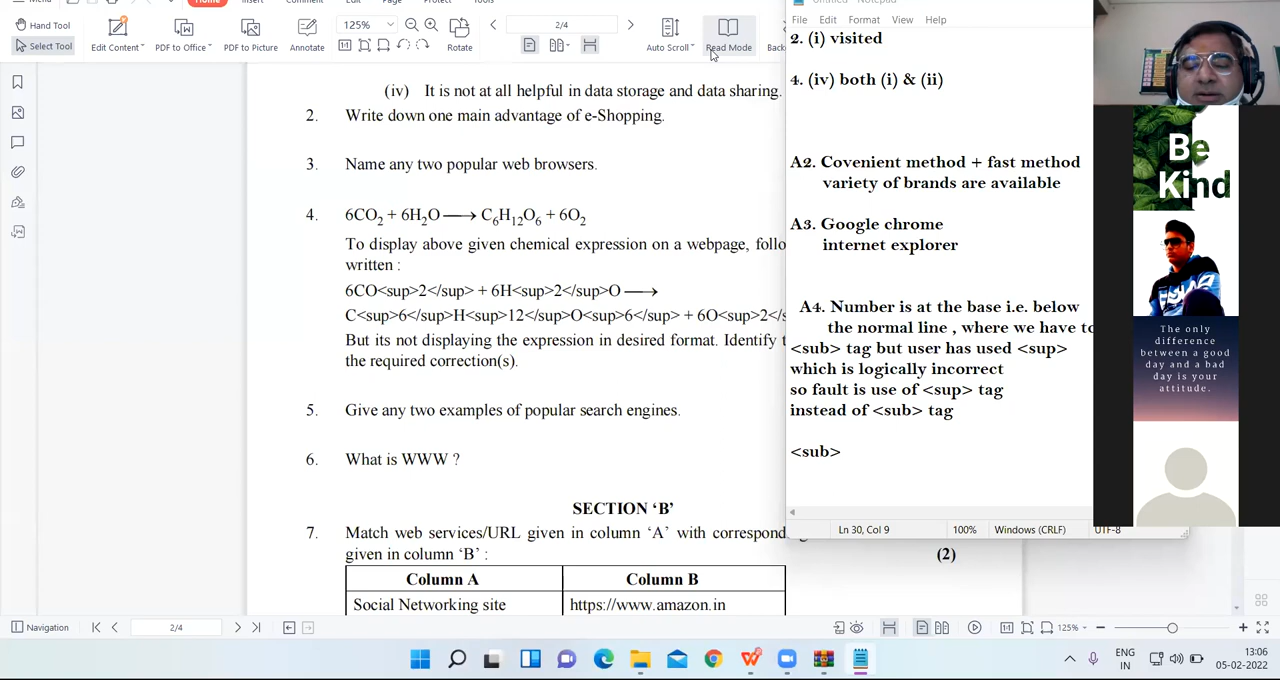 Menu
Home
Insert
Comment
Edit
Page
Protect
Tools
Hand Tool
Select Tool
Edit Content
PDF to Office
PDF to Picture
Annotate
125%
Rotate
2/4
Auto Scroll
Read Mode
Back
(iv) It is not at all helpful in data storage and data sharing.
2. Write down one main advantage of e-Shopping.
3. Name any two popular web browsers.
4. 6CO2 + 6H2O ⟶ C6H12O6 + 6O2
To display above given chemical expression on a webpage, follo
written :
6CO<sup>2</sup> + 6H<sup>2</sup>O ⟶
C<sup>6</sup>H<sup>12</sup>O<sup>6</sup> + 6O<sup>2</s
But its not displaying the expression in desired format. Identify t
the required correction(s).
5. Give any two examples of popular search engines.
6. What is WWW ?
SECTION ‘B’
7. Match web services/URL given in column ‘A’ with correspond
given in column ‘B’ :
(2)
Column A Column B
Social Networking site https://www.amazon.in
Untitled - Notepad
File Edit Format View Help
2. (i) visited
4. (iv) both (i) & (ii)
A2. Covenient method + fast method
variety of brands are available
A3. Google chrome
internet explorer
A4. Number is at the base i.e. below
the normal line , where we have to
<sub> tag but user has used <sup>
which is logically incorrect
so fault is use of <sup> tag
instead of <sub> tag
<sub>
Ln 30, Col 9 100% Windows (CRLF) UTF-8
Be
Kind
The only
difference
between a good
day and a bad
day is your
attitude.
Navigation
2/4
125%
ENG
IN
13:06
05-02-2022